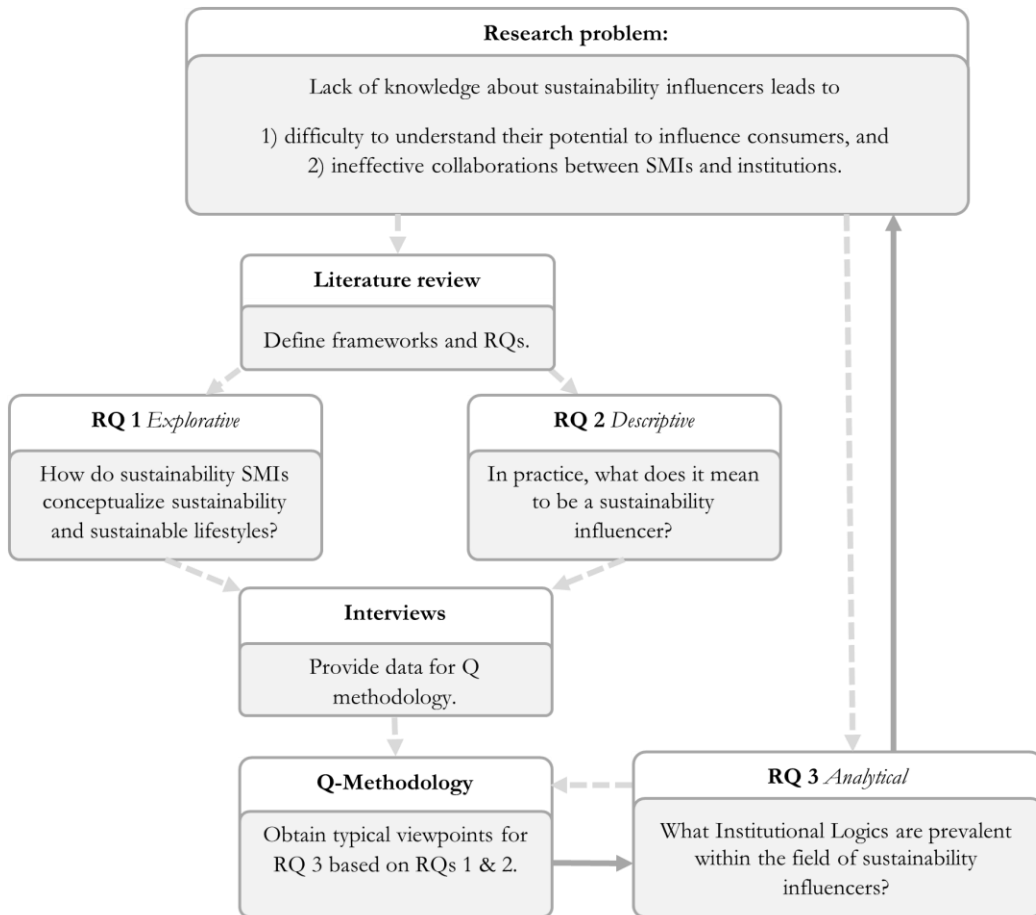 Research problem:
Lack of knowledge about sustainability influencers leads to
1) difficulty to understand their potential to influence consumers, and
2) ineffective collaborations between SMIs and institutions.
Literature review
Define frameworks and RQs.
RQ 1 Explorative
How do sustainability SMIs
conceptualize sustainability
and sustainable lifestyles?
RQ 2 Descriptive
In practice, what does it mean
to be a sustainability
influencer?
Interviews
Provide data for Q
methodology.
Q-Methodology
Obtain typical viewpoints for
RQ 3 based on RQs 1 & 2.
RQ 3 Analytical
What Institutional Logics are prevalent
within the field of sustainability
influencers?